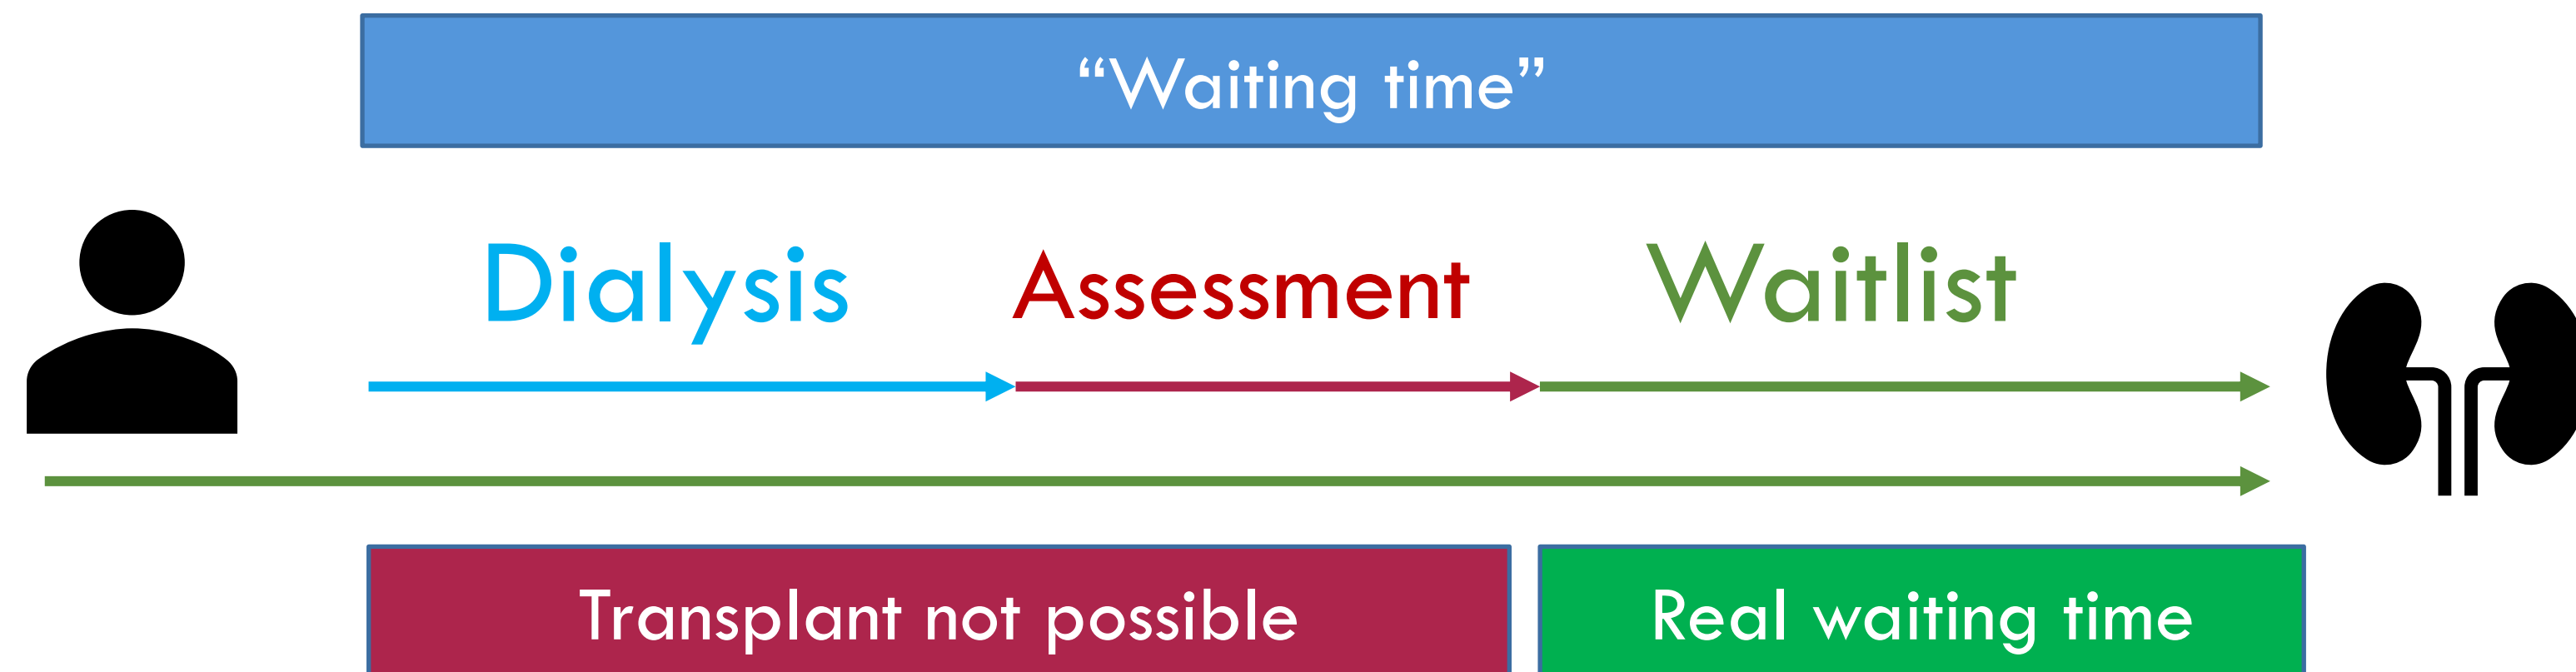 “Waiting time”
Dialysis Assessment Waitlist
Transplant not possible
Real waiting time